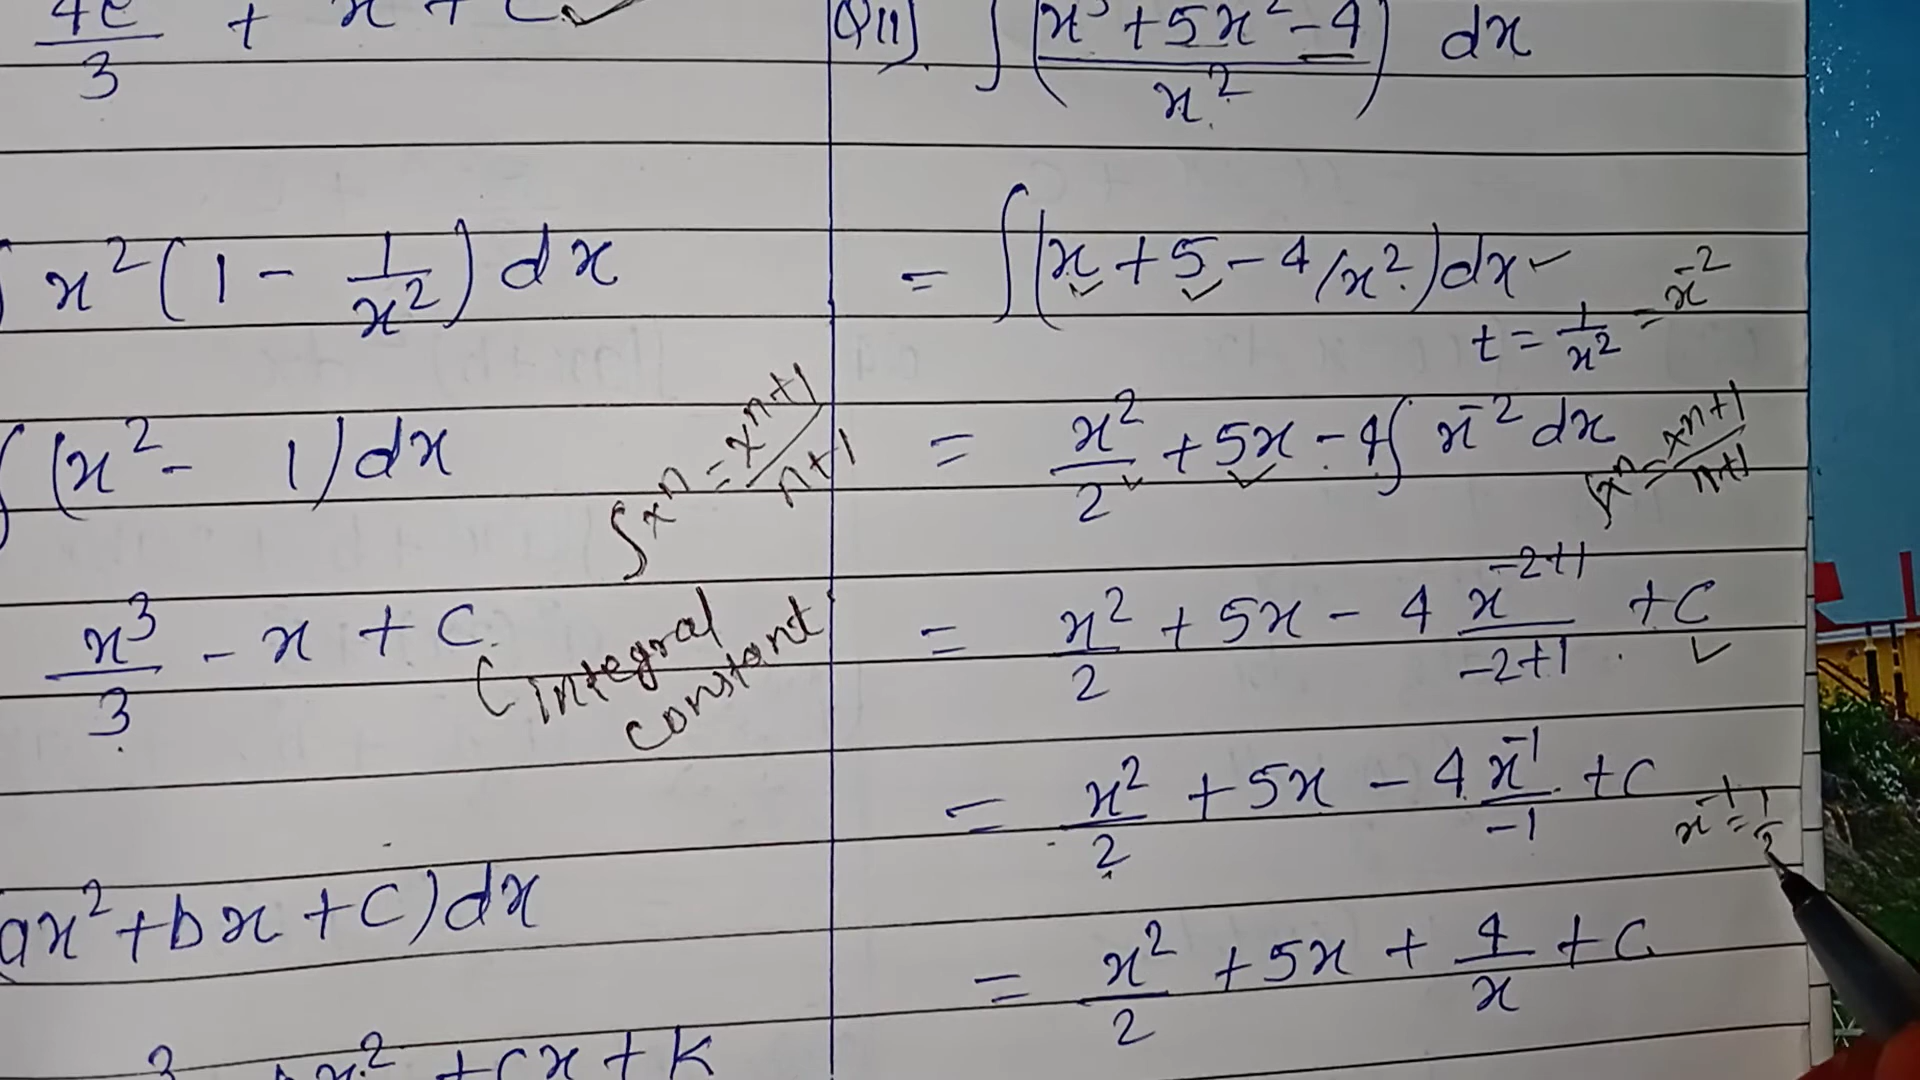 4e/3 + x + C
x²(1 - 1/x²) dx
∫(x² - 1) dx
∫xⁿ = xⁿ⁺¹/n+1
x³/3 - x + C
C integral
constant
ax² + bx + C) dx
x² + cx + k
Q11) ∫(x³ + 5x² - 4/x²) dx
= ∫(x + 5 - 4/x²) dx
t = 1/x² = x⁻²
= x²/2 + 5x - 4∫ x⁻² dx
∫xⁿ = xⁿ⁺¹/n+1
= x²/2 + 5x - 4 x⁻²⁺¹/-2+1 + C
= x²/2 + 5x - 4 x⁻¹/-1 + C
x⁻¹ = 1/
= x²/2 + 5x + 4/x + C